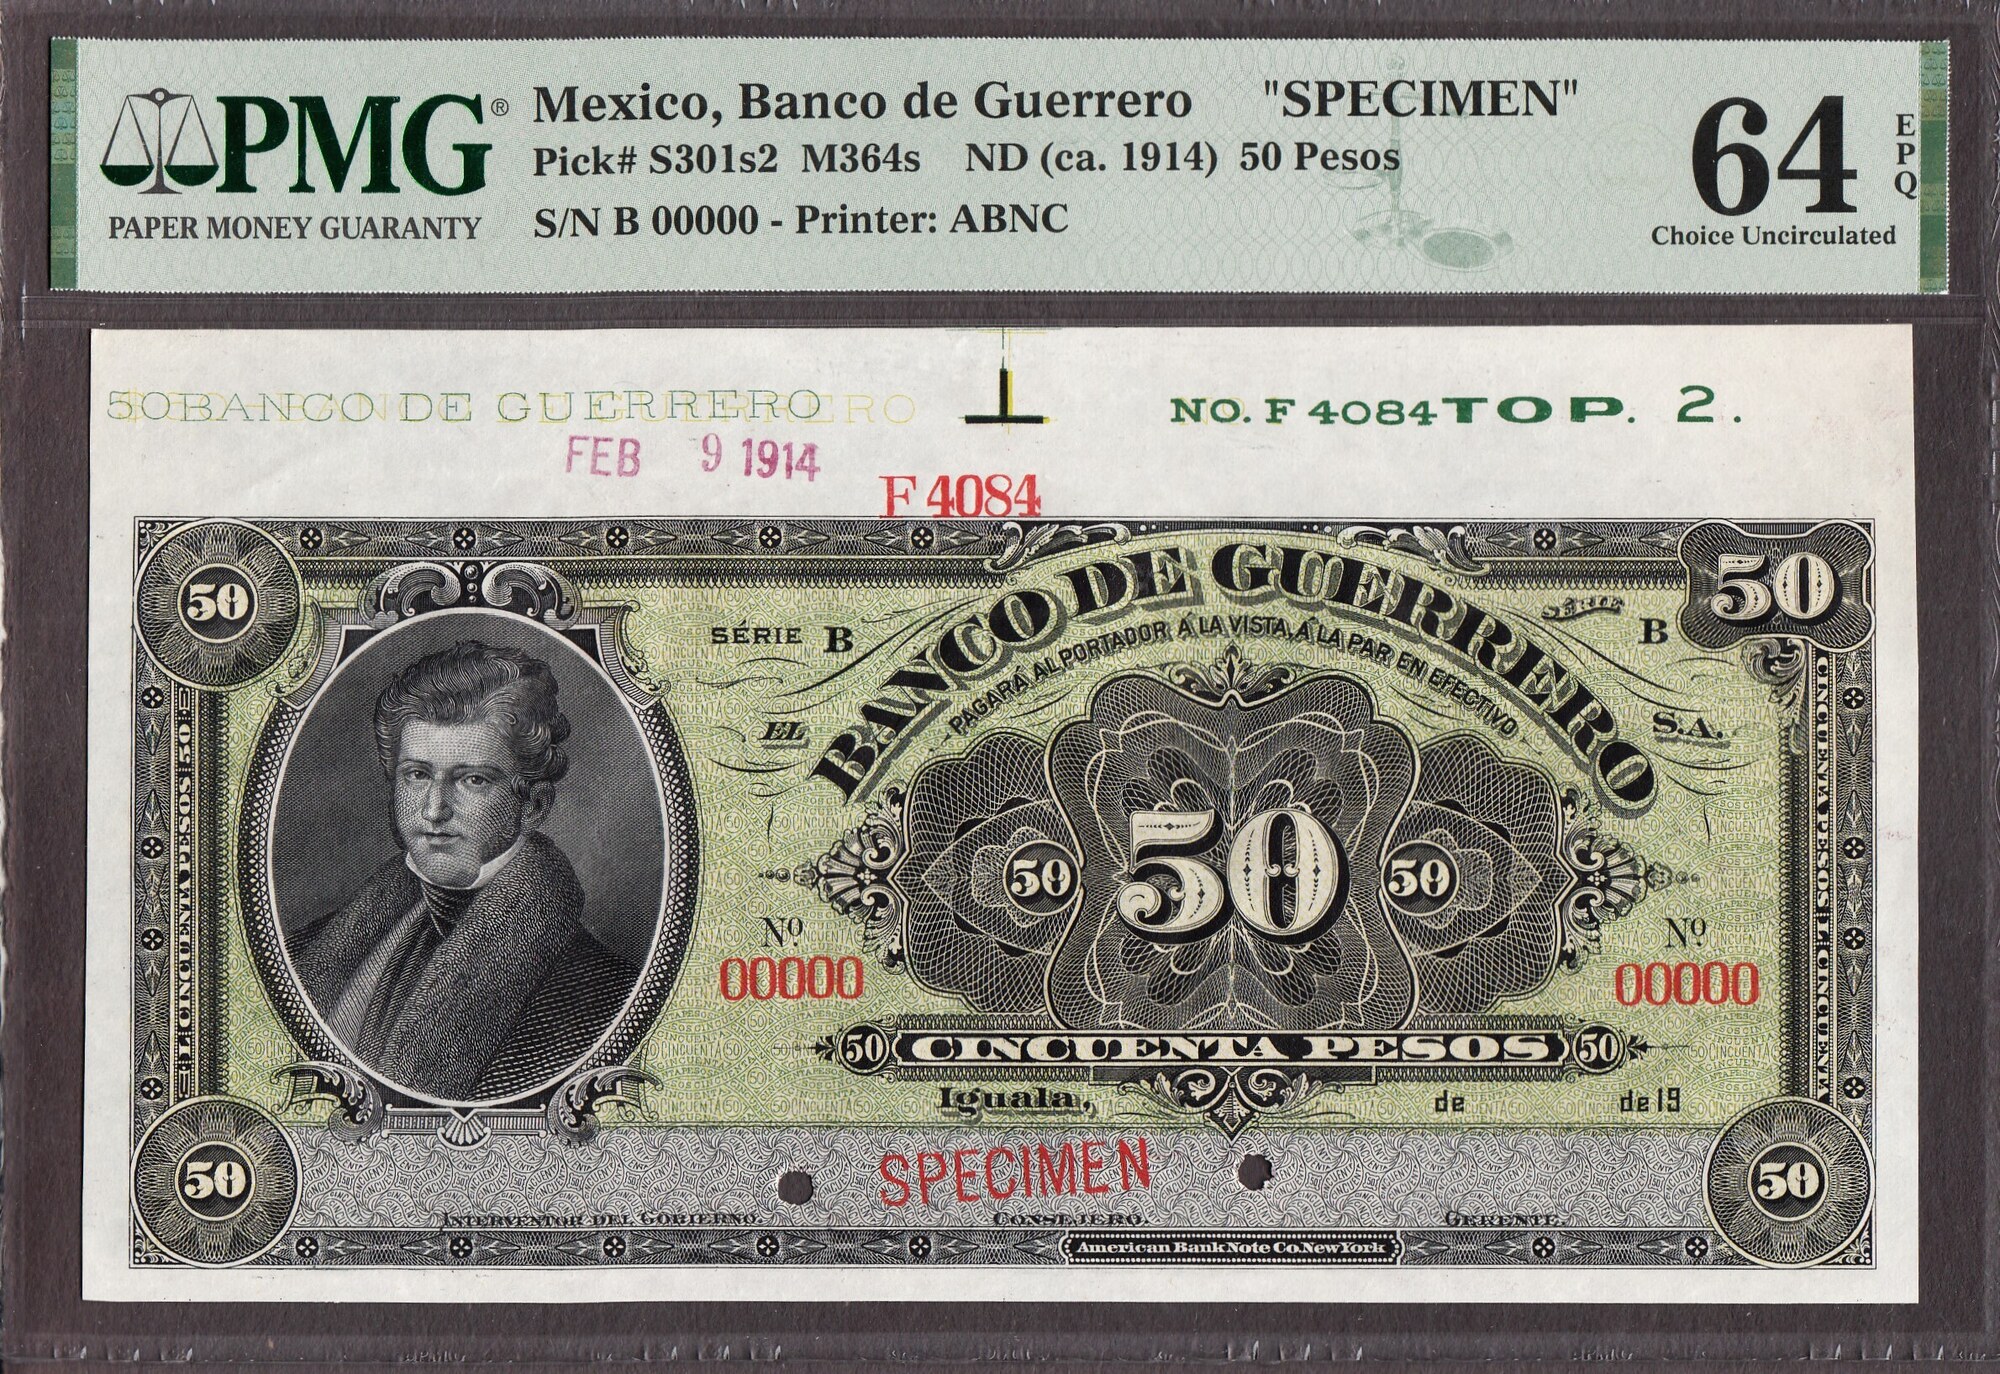 PMG®
PAPER MONEY GUARANTY
Mexico, Banco de Guerrero "SPECIMEN"
Pick# S301s2 M364s ND (ca. 1914) 50 Pesos
S/N B 00000 - Printer: ABNC
64
EPQ
Choice Uncirculated
50 BANCO DE GUERRERO
NO. F 4084 TOP. 2.
FEB 9 1914
F 4084
50
50
SÉRIE B
SÉRIE B
EL
BANCO DE GUERRERO
S.A.
PAGARÁ AL PORTADOR Á LA VISTA, Á LA PAR EN EFECTIVO
50
50
50
Nº
00000
Nº
00000
50 CINCUENTA PESOS 50
Iguala, de de 19
SPECIMEN
50
50
INTERVENTOR DEL GOBIERNO.
CONSEJERO.
GERENTE.
American Bank Note Co. New York